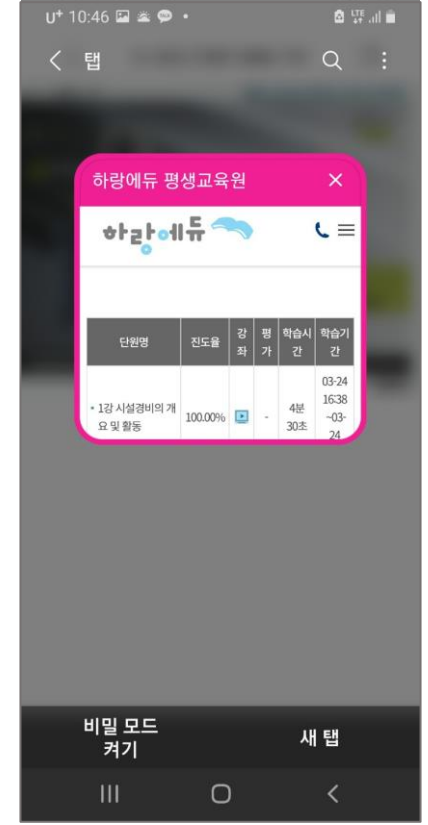 U+ 10:46
LTE
탭
하랑에듀 평생교육원
하랑에듀
단원명 진도율 강좌 평가 학습시간 학습기간
• 1강 시설경비의 개요 및 활동 100.00% - 4분 30초 03-24 16:38 ~03-24
비밀 모드 켜기
새 탭